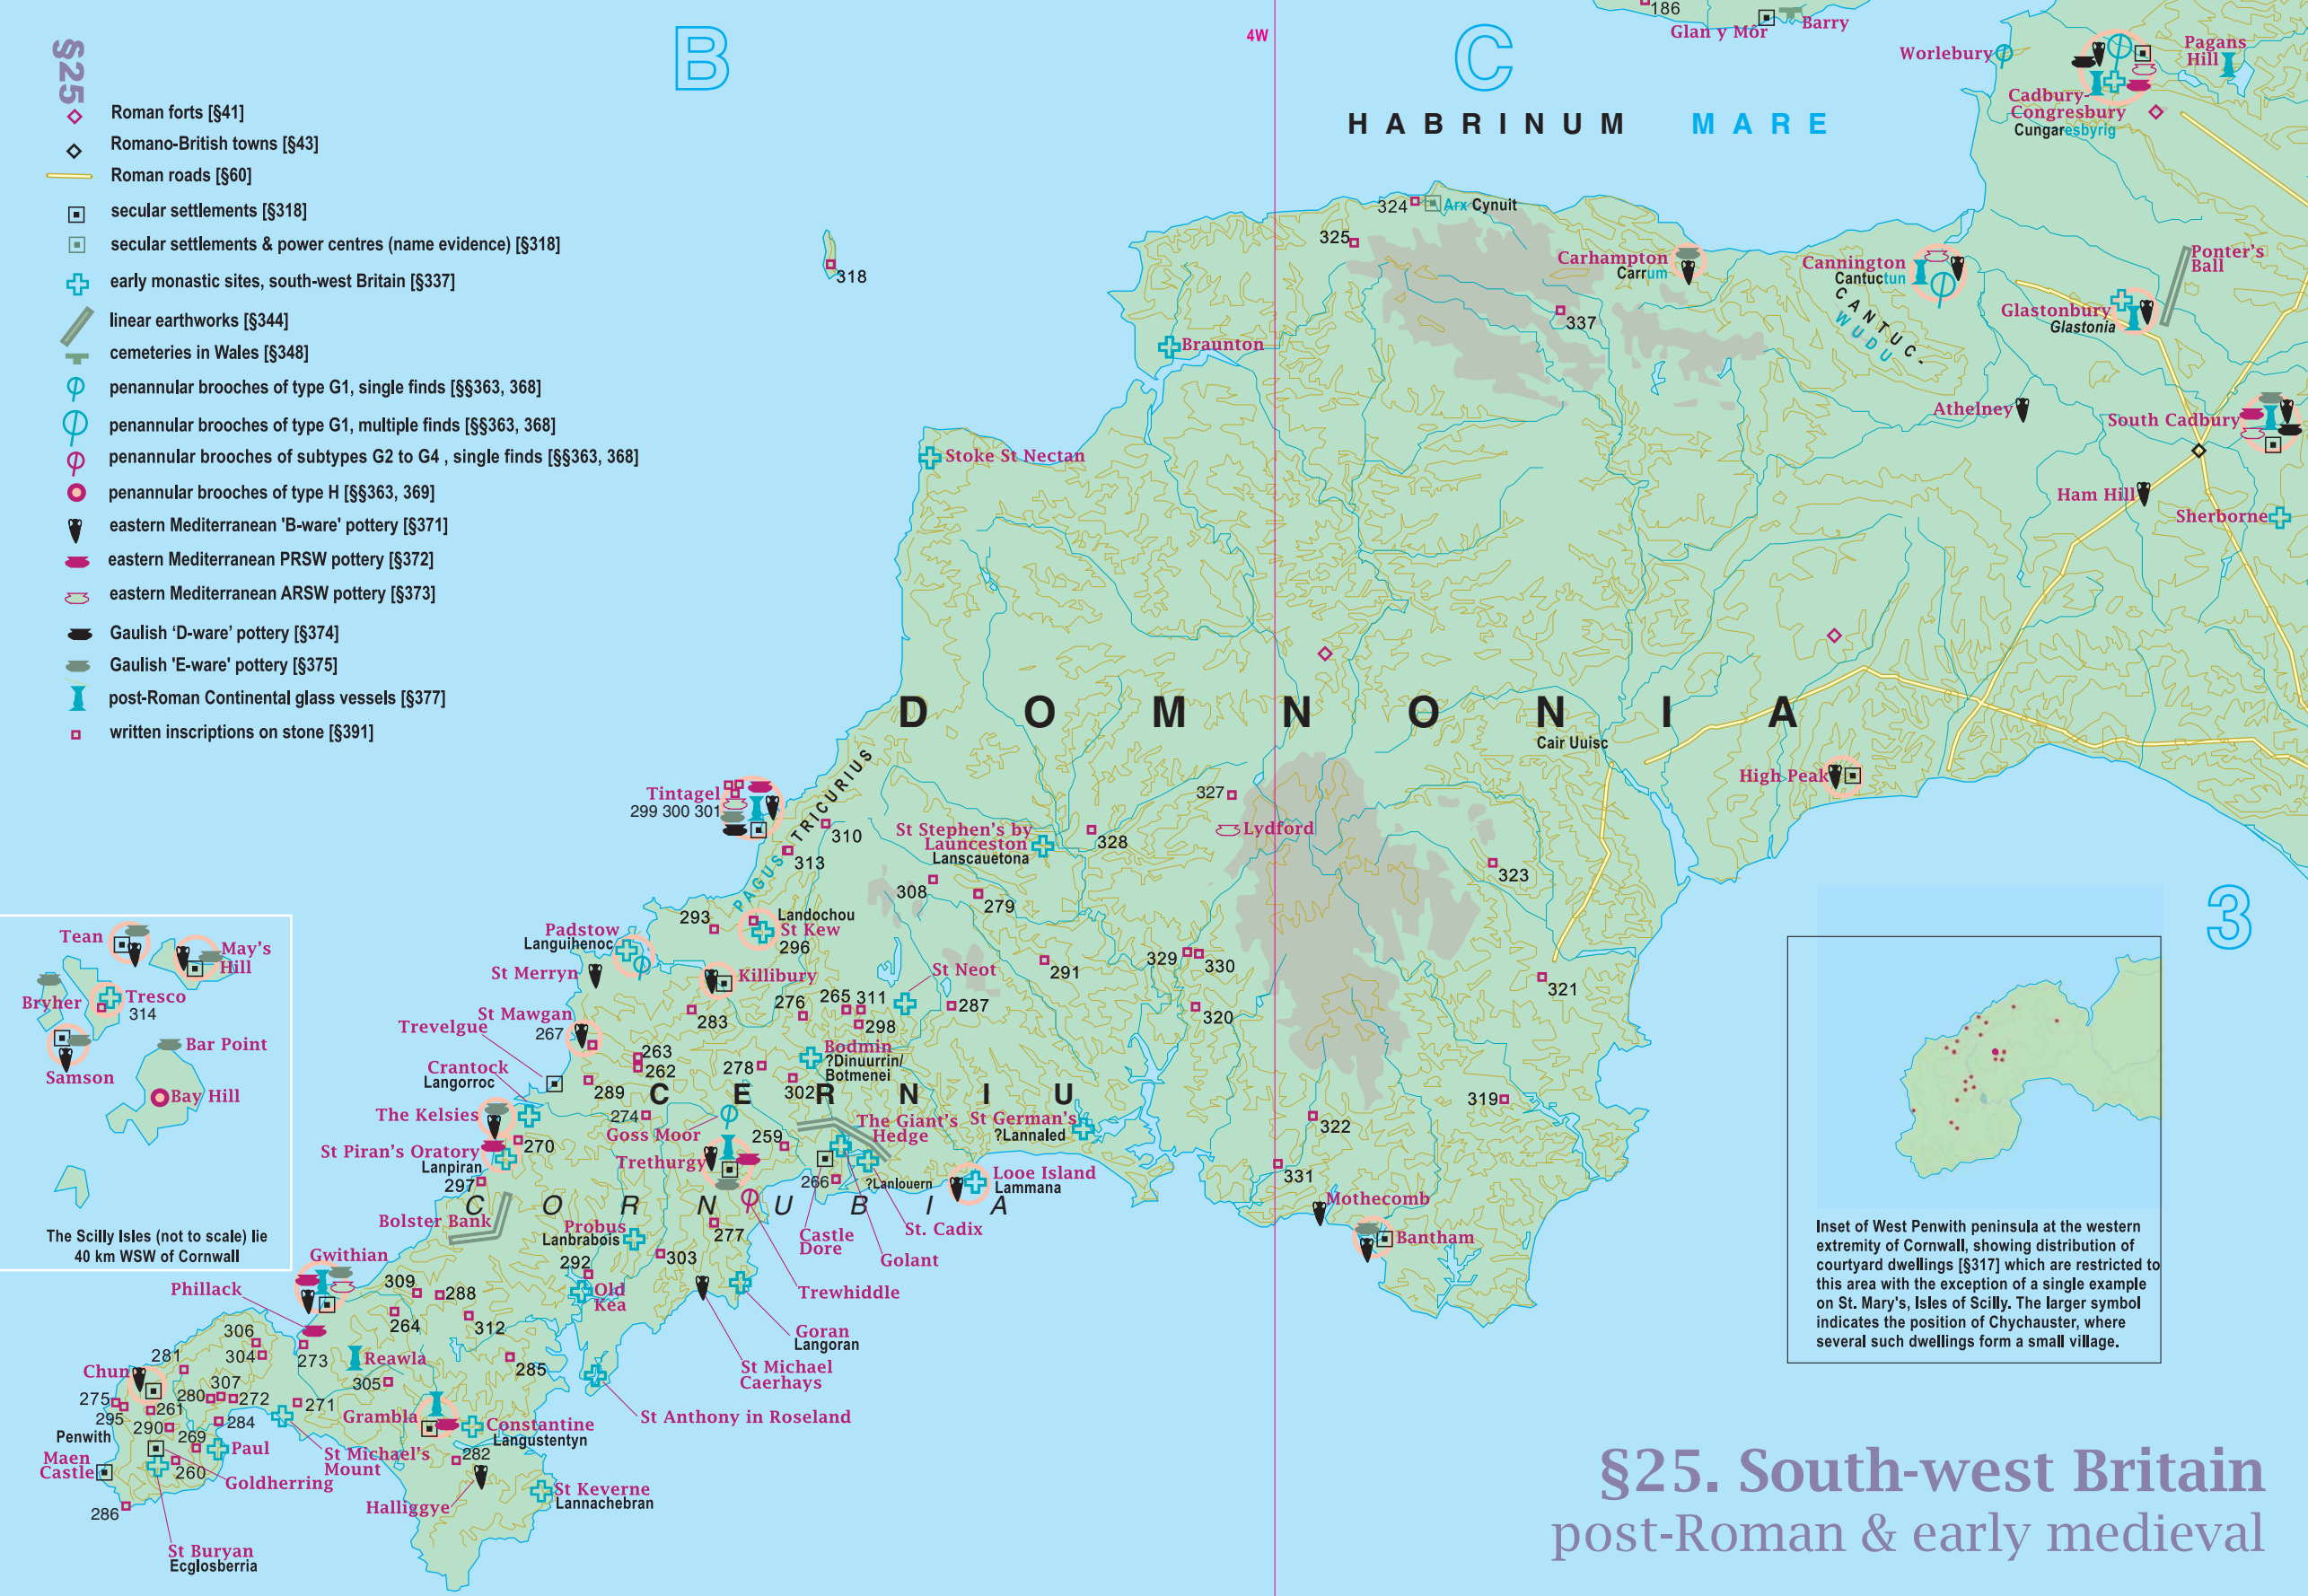 §25
Roman forts [§41]
Romano-British towns [§43]
Roman roads [§60]
secular settlements [§318]
secular settlements & power centres (name evidence) [§318]
early monastic sites, south-west Britain [§337]
linear earthworks [§344]
cemeteries in Wales [§348]
penannular brooches of type G1, single finds [§§363, 368]
penannular brooches of type G1, multiple finds [§§363, 368]
penannular brooches of subtypes G2 to G4 , single finds [§§363, 368]
penannular brooches of type H [§§363, 369]
eastern Mediterranean 'B-ware' pottery [§371]
eastern Mediterranean PRSW pottery [§372]
eastern Mediterranean ARSW pottery [§373]
Gaulish ‘D-ware’ pottery [§374]
Gaulish 'E-ware' pottery [§375]
post-Roman Continental glass vessels [§377]
written inscriptions on stone [§391]
B
4W
C
HABRINUM MARE
186
Glan y Môr
Barry
Worlebury
Pagans
Hill
Cadbury-
Congresbury
Cungaresbyrig
318
324
Arx Cynuit
325
Carhampton
Carrum
337
Cannington
Cantuctun
CANTUC-
WUDU
Ponter's
Ball
Glastonbury
Glastonia
Braunton
Athelney
South Cadbury
Stoke St Nectan
Ham Hill
Sherborne
DOMNONIA
Cair Uuisc
High Peak
Tintagel
299 300 301
PAGUS TRICURIUS
310
313
327
Lydford
St Stephen's by
Launceston
Lanscauetona
328
308
279
323
3
293
Landochou
St Kew
296
Padstow
Languihenoc
St Merryn
Killibury
St Neot
291
329
330
321
276
265
311
287
283
298
320
St Mawgan
267
Trevelgue
263
262
Bodmin
?Dinuurrin/
Botmenei
278
302
289
Crantock
Langorroc
CERNIU
The Kelsies
274
Goss Moor
259
The Giant's
Hedge
St German's
?Lannaled
319
322
270
St Piran's Oratory
Lanpiran
Trethurgy
297
266
?Lanlouern
Looe Island
Lammana
331
CORNUBIA
Mothecomb
Bantham
Bolster Bank
Probus
Lanbrabois
277
Castle
Dore
St. Cadix
Golant
303
292
Old
Kea
Trewhiddle
Gwithian
Phillack
309
288
264
312
Goran
Langoran
306
304
273
Reawla
285
St Michael
Caerhays
281
Chun
305
275
295
261
280
307
272
271
Grambla
Constantine
Langustentyn
St Anthony in Roseland
Penwith
290
269
284
Paul
Maen
Castle
260
Goldherring
St Michael's
Mount
282
Halliggye
St Keverne
Lannachebran
286
St Buryan
Ecglosberria
Tean
May's
Hill
Bryher
Tresco
314
Samson
Bar Point
Bay Hill
The Scilly Isles (not to scale) lie
40 km WSW of Cornwall
Inset of West Penwith peninsula at the western
extremity of Cornwall, showing distribution of
courtyard dwellings [§317] which are restricted to
this area with the exception of a single example
on St. Mary's, Isles of Scilly. The larger symbol
indicates the position of Chychauster, where
several such dwellings form a small village.
§25. South-west Britain
post-Roman & early medieval